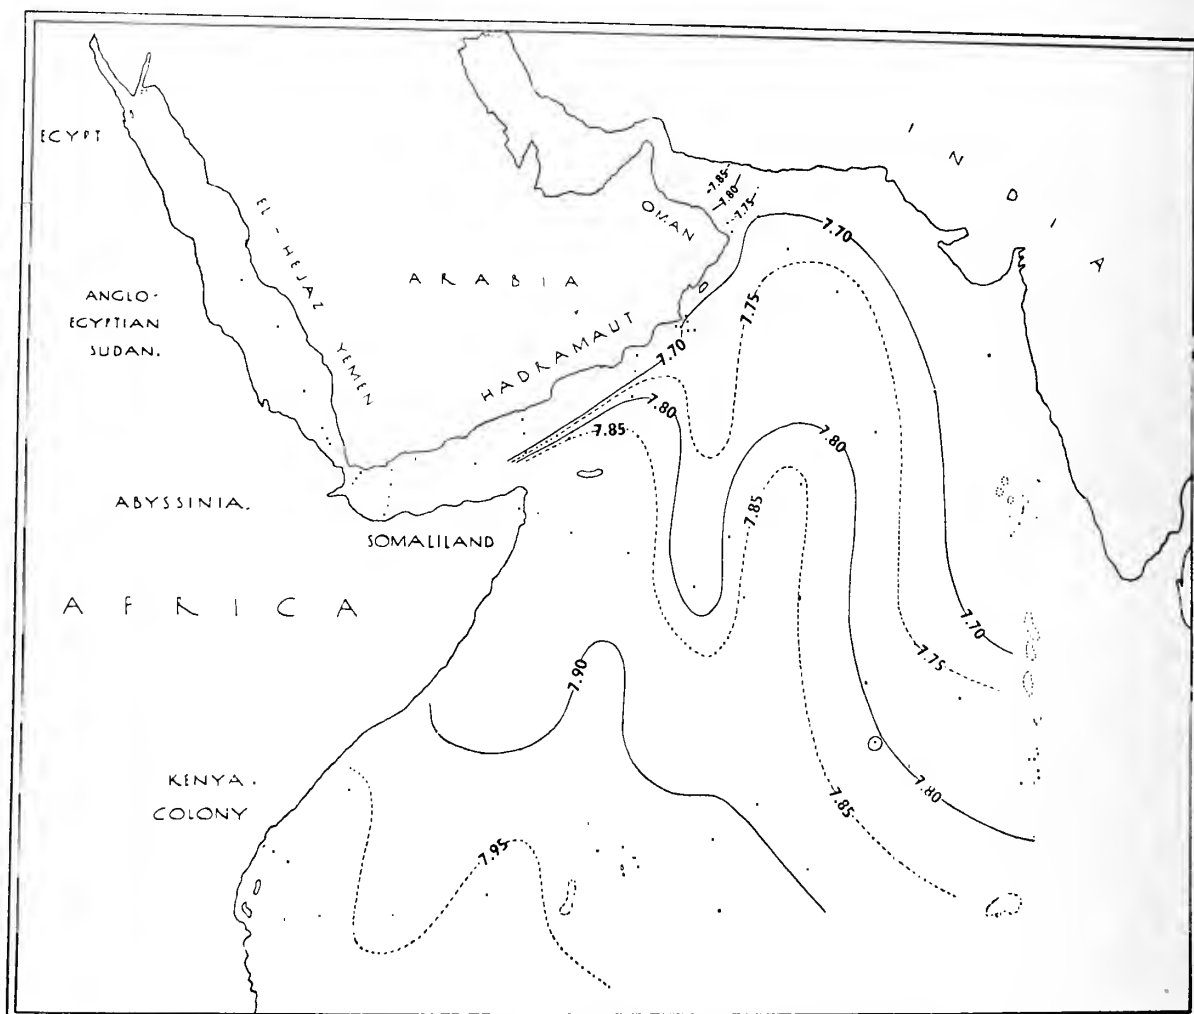 EGYPT
INDIA
7.85
7.80
7.75
OMAN
7.70
EL-HEJAZ
ARABIA
ANGLO-
EGYPTIAN
SUDAN.
7.75
YEMEN
HADRAMAUT
7.70
7.80
7.85
7.80
ABYSSINIA.
7.85
SOMALILAND
AFRICA
7.70
7.75
7.90
KENYA.
COLONY
7.80
7.85
7.95